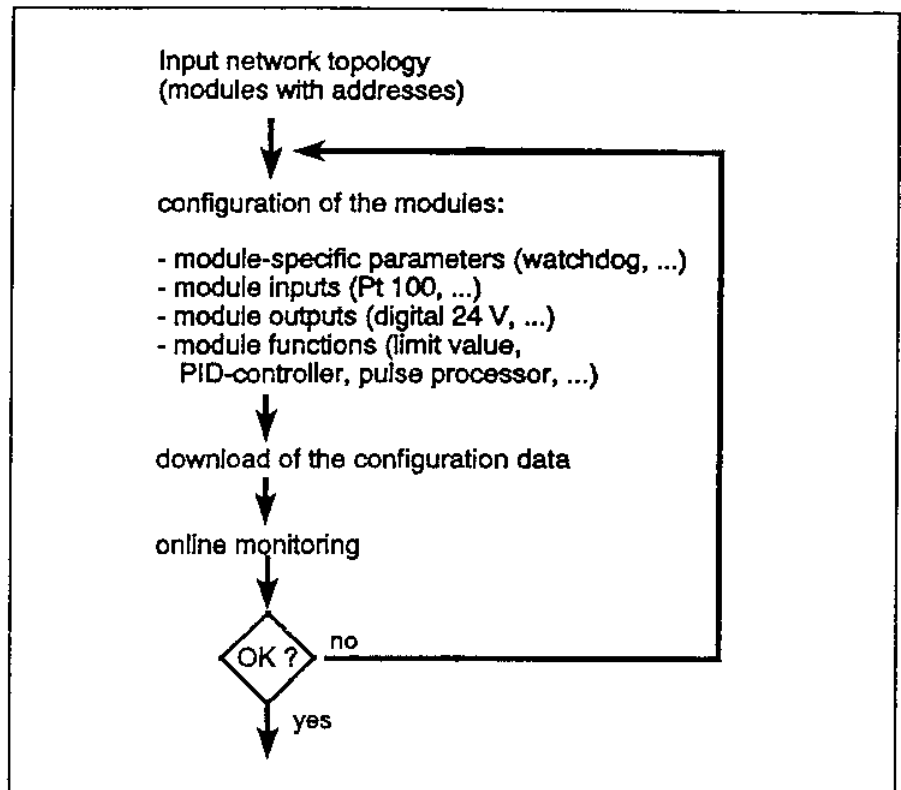 Input network topology
(modules with addresses)
configuration of the modules:
- module-specific parameters (watchdog, ...)
- module inputs (Pt 100, ...)
- module outputs (digital 24 V, ...)
- module functions (limit value,
PID-controller, pulse processor, ...)
download of the configuration data
online monitoring
OK ?
no
yes